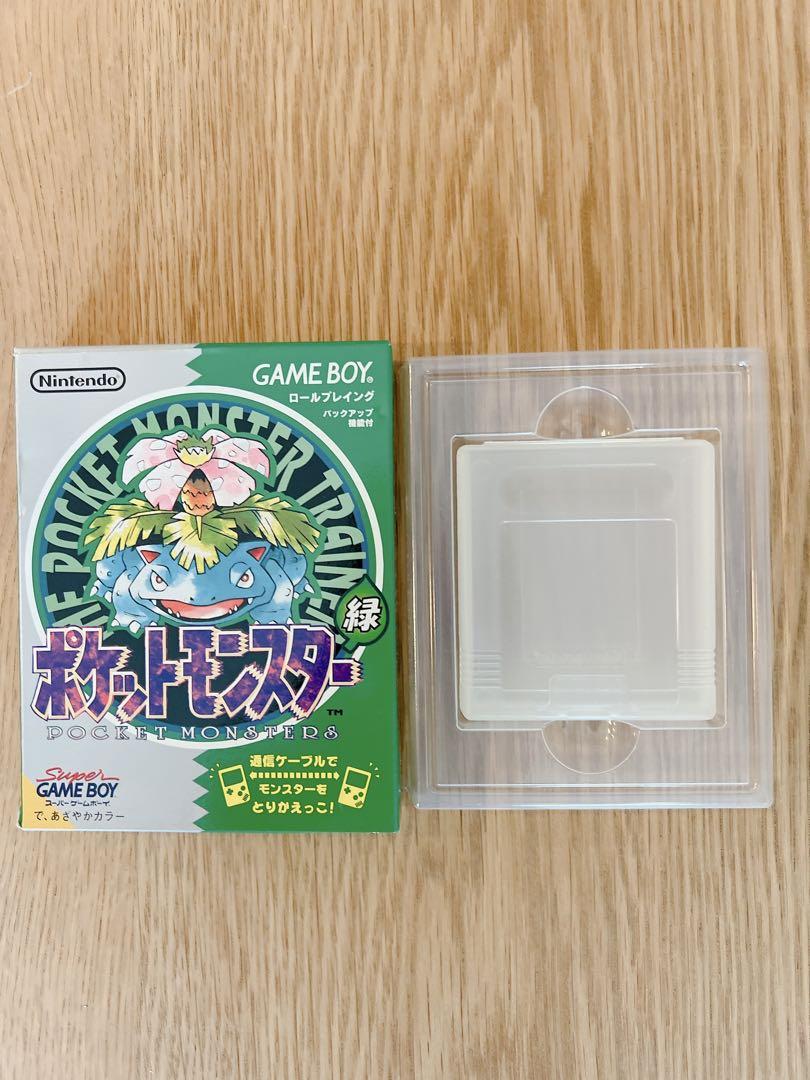 Nintendo
GAME BOY®
ロールプレイング
バックアップ
機能付
POCKET MONSTER TRAINER
緑
ポケットモンスター
™
POCKET MONSTERS
通信ケーブルで
モンスターを
とりかえっこ!
Super
GAME BOY
スーパーゲームボーイ
で、あざやかカラー